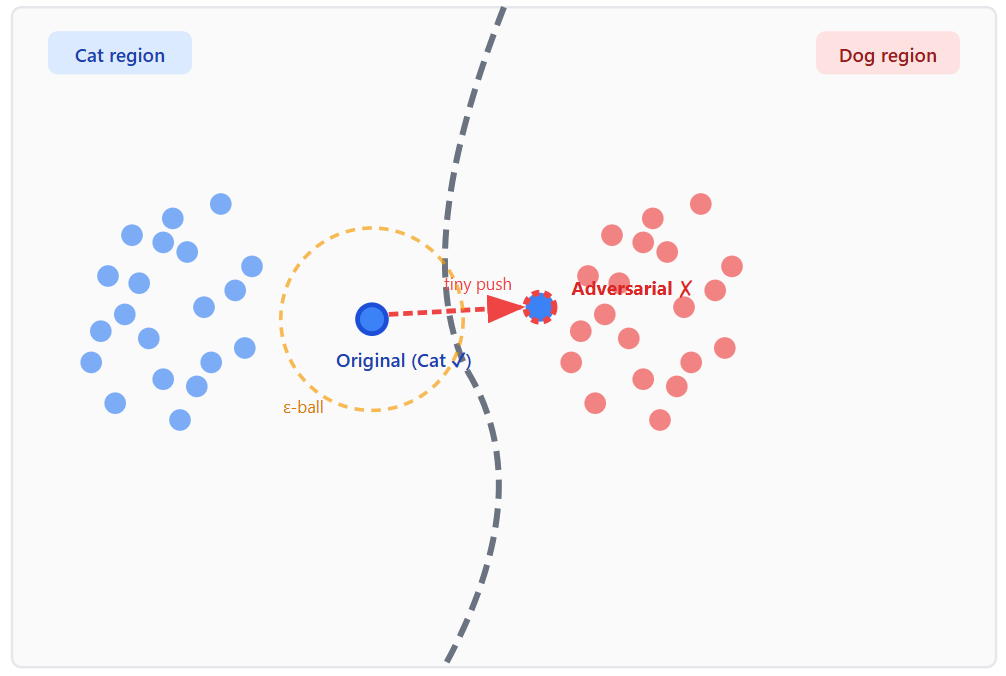 Cat region
Dog region
tiny push
Adversarial ✗
Original (Cat ✓)
ε-ball